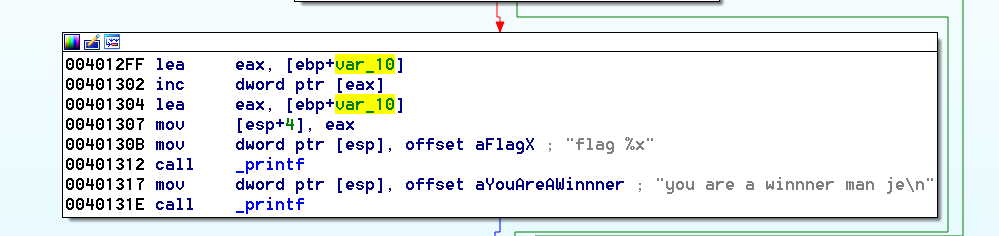 004012FF lea     eax, [ebp+var_10]
00401302 inc     dword ptr [eax]
00401304 lea     eax, [ebp+var_10]
00401307 mov     [esp+4], eax
0040130B mov     dword ptr [esp], offset aFlagX ; "flag %x"
00401312 call    _printf
00401317 mov     dword ptr [esp], offset aYouAreAWinnner ; "you are a winnner man je\n"
0040131E call    _printf